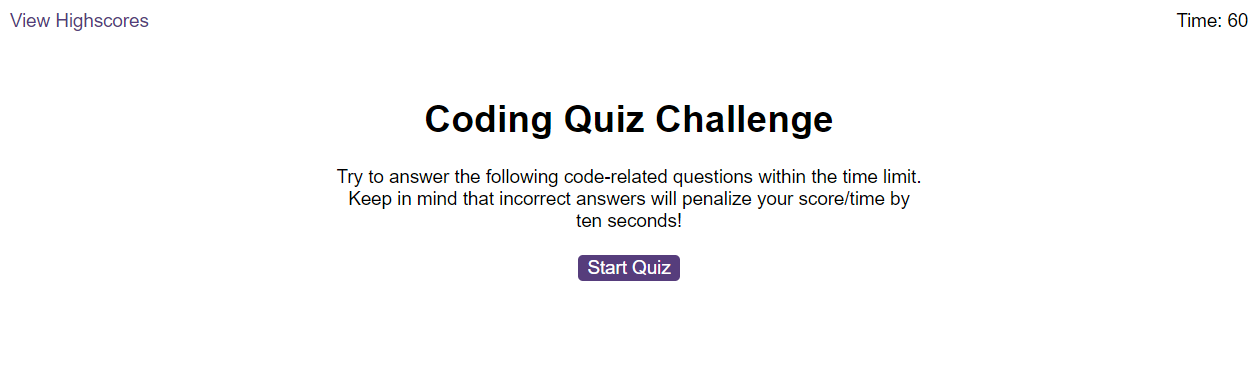 View Highscores
Time: 60
Coding Quiz Challenge
Try to answer the following code-related questions within the time limit.
Keep in mind that incorrect answers will penalize your score/time by
ten seconds!
Start Quiz